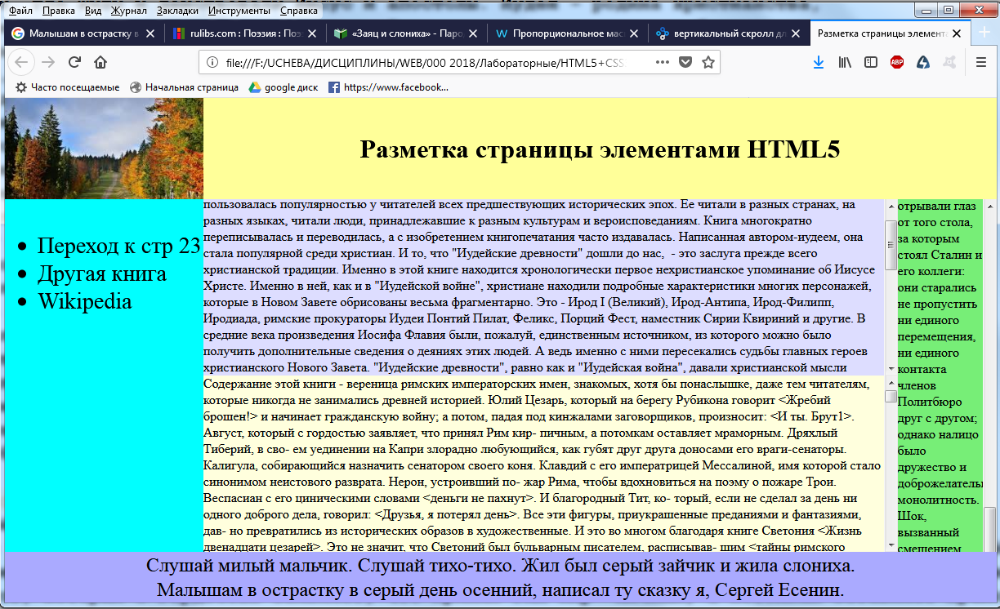 Файл Правка Вид Журнал Закладки Инструменты Справка
Малышам в острастку в
rulibs.com : Поэзия : Поэ
«Заяц и слониха» - Паро
Пропорциональное мас
вертикальный скролл дл
Разметка страницы элемента
file:///F:/UCHEBA/ДИСЦИПЛИНЫ/WEB/000 2018/Лабораторные/HTML5+CSS
ABP
Часто посещаемые Начальная страница google диск https://www.facebook...
Разметка страницы элементами HTML5
Переход к стр 23
Другая книга
Wikipedia
пользовалась популярностью у читателей всех предшествующих исторических эпох. Ее читали в разных странах, на
разных языках, читали люди, принадлежавшие к разным культурам и вероисповеданиям. Книга многократно
переписывалась и переводилась, а с изобретением книгопечатания часто издавалась. Написанная автором-иудеем, она
стала популярной среди христиан. И то, что "Иудейские древности" дошли до нас,  - это заслуга прежде всего
христианской традиции. Именно в этой книге находится хронологически первое нехристианское упоминание об Иисусе
Христе. Именно в ней, как и в "Иудейской войне", христиане находили подробные характеристики многих персонажей,
которые в Новом Завете обрисованы весьма фрагментарно. Это - Ирод I (Великий), Ирод-Антипа, Ирод-Филипп,
Иродиада, римские прокураторы Иудеи Понтий Пилат, Феликс, Порций Фест, наместник Сирии Квириний и другие. В
средние века произведения Иосифа Флавия были, пожалуй, единственным источником, из которого можно было
получить дополнительные сведения о деяниях этих людей. А ведь именно с ними пересекались судьбы главных героев
христианского Нового Завета. "Иудейские древности", равно как и "Иудейская война", давали христианской мысли
Содержание этой книги - вереница римских императорских имен, знакомых, хотя бы понаслышке, даже тем читателям,
которые никогда не занимались древней историей. Юлий Цезарь, который на берегу Рубикона говорит <Жребий
брошен!> и начинает гражданскую войну; а потом, падая под кинжалами заговорщиков, произносит: <И ты. Брут1>.
Август, который с гордостью заявляет, что принял Рим кир- пичным, а потомкам оставляет мраморным. Дряхлый
Тиберий, в сво- ем уединении на Капри злорадно любующийся, как губят друг друга доносами его враги-сенаторы.
Калигула, собирающийся назначить сенатором своего коня. Клавдий с его императрицей Мессалиной, имя которой стало
синонимом неистового разврата. Нерон, устроивший по- жар Рима, чтобы вдохновиться на поэму о пожаре Трои.
Веспасиан с его циническими словами <деньги не пахнут>. И благородный Тит, ко- торый, если не сделал за день ни
одного доброго дела, говорил: <Друзья, я потерял день>. Все эти фигуры, приукрашенные преданиями и фантазиями,
дав- но превратились из исторических образов в художественные. И это во многом благодаря книге Светония <Жизнь
двенадцати цезарей>. Это не значит, что Светоний был бульварным писателем, расписывав- шим <тайны римского
отрывали глаз
от того стола,
за которым
стоял Сталин и
его коллеги:
они старались
не пропустить
ни единого
перемещения,
ни единого
контакта
членов
Политбюро
друг с другом;
однако налицо
было
дружество и
доброжелатель
монолитность.
Шок,
вызванный
смещением
Слушай милый мальчик. Слушай тихо-тихо. Жил был серый зайчик и жила слониха.
Малышам в острастку в серый день осенний, написал ту сказку я, Сергей Есенин.